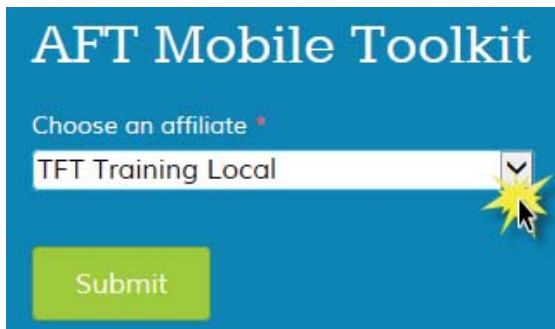 AFT Mobile Toolkit
Choose an affiliate *
TFT Training Local
Submit